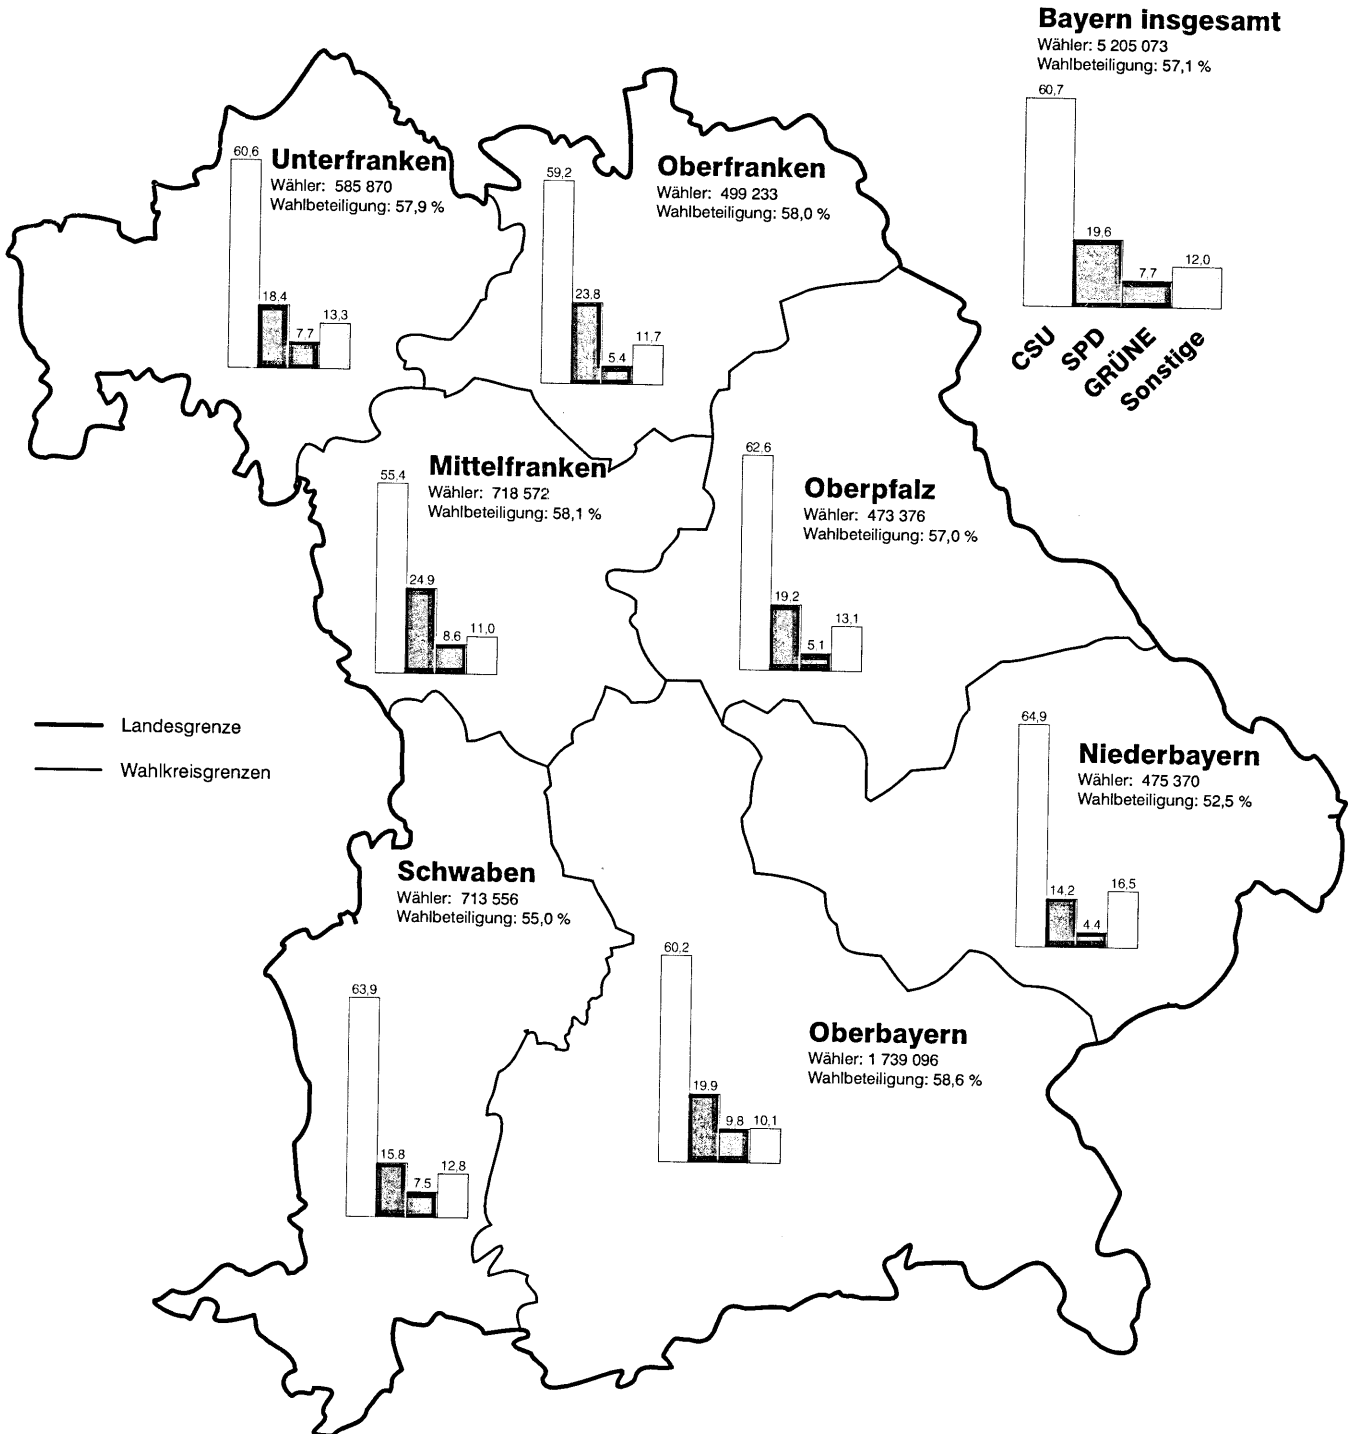 Bayern insgesamt
Wähler: 5 205 073
Wahlbeteiligung: 57,1 %
60,7
19,6
7,7
12,0
CSU
SPD
GRÜNE
Sonstige
Unterfranken
Wähler: 585 870
Wahlbeteiligung: 57,9 %
60,6
18,4
7,7
13,3
Oberfranken
Wähler: 499 233
Wahlbeteiligung: 58,0 %
59,2
23,8
5,4
11,7
Mittelfranken
Wähler: 718 572
Wahlbeteiligung: 58,1 %
55,4
24,9
8,6
11,0
Oberpfalz
Wähler: 473 376
Wahlbeteiligung: 57,0 %
62,6
19,2
5,1
13,1
Landesgrenze
Wahlkreisgrenzen
Niederbayern
Wähler: 475 370
Wahlbeteiligung: 52,5 %
64,9
14,2
4,4
16,5
Schwaben
Wähler: 713 556
Wahlbeteiligung: 55,0 %
63,9
15,8
7,5
12,8
Oberbayern
Wähler: 1 739 096
Wahlbeteiligung: 58,6 %
60,2
19,9
9,8
10,1